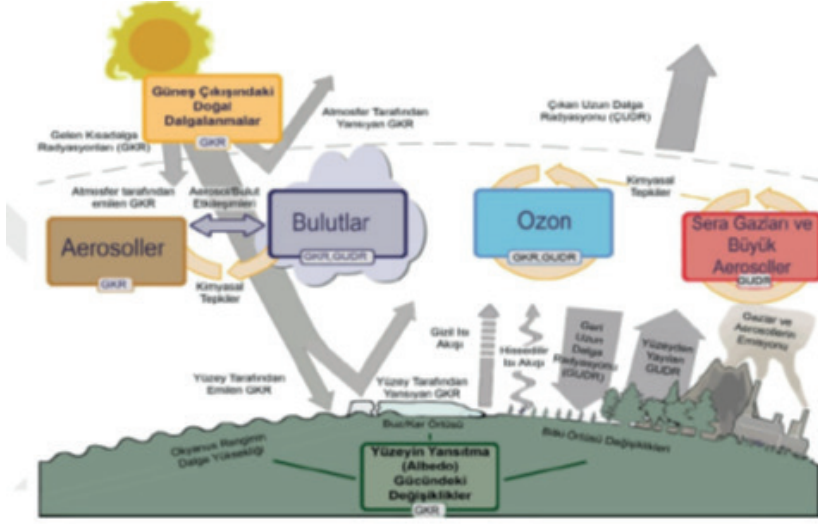 Güneş Çıkışındaki
Doğal
Dalgalanmalar
GKR
Gelen Kısadalga
Radyasyonları (GKR)
Atmosfer Tarafından
Yansıyan GKR
Çıkan Uzun Dalga
Radyasyonu (ÇUDR)
Atmosfer tarafından
emilen GKR
Aerosol/Bulut
Etkileşimleri
Aerosoller
GKR
Bulutlar
GKR,GUDR
Kimyasal
Tepkiler
Ozon
GKR,GUDR
Kimyasal
Tepkiler
Sera Gazları ve
Büyük
Aerosoller
GUDR
Yüzey Tarafından
Emilen GKR
Yüzey Tarafından
Yansıyan GKR
Gizil Isı
Akışı
Hissedilir
Isı Akışı
Geri
Uzun
Dalga
Radyasyonu
(GUDR)
Yüzeyden
Yayılan
GUDR
Gazlar ve
Aerosollerin
Emisyonu
Okyanus Renginin
Dalga Yüksekliği
Buz/Kar Örtüsü
Bitki Örtüsü Değişiklikleri
Yüzeyin Yansıtma
(Albedo)
Gücündeki
Değişiklikler
GKR